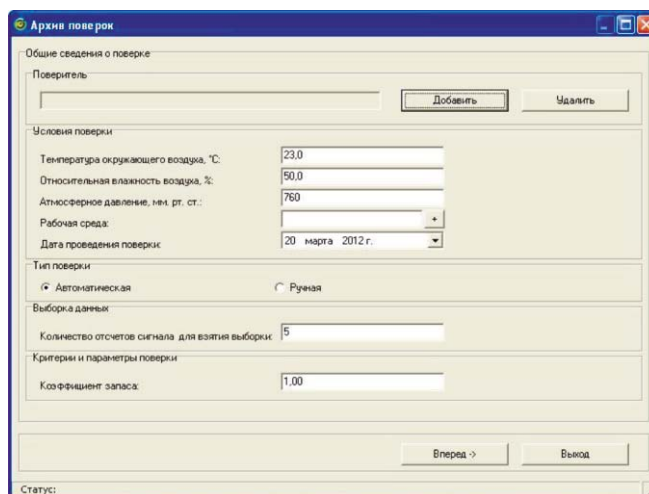 Архив поверок
Общие сведения о поверке
Поверитель
Добавить Удалить
Условия поверки
Температура окружающего воздуха, °С: 23,0
Относительная влажность воздуха, %: 50,0
Атмосферное давление, мм. рт. ст.: 760
Рабочая среда: +
Дата проведения поверки: 20 марта 2012 г.
Тип поверки
Автоматическая Ручная
Выборка данных
Количество отсчетов сигнала для взятия выборки: 5
Критерии и параметры поверки
Коэффициент запаса: 1,00
Вперед -> Выход
Статус: